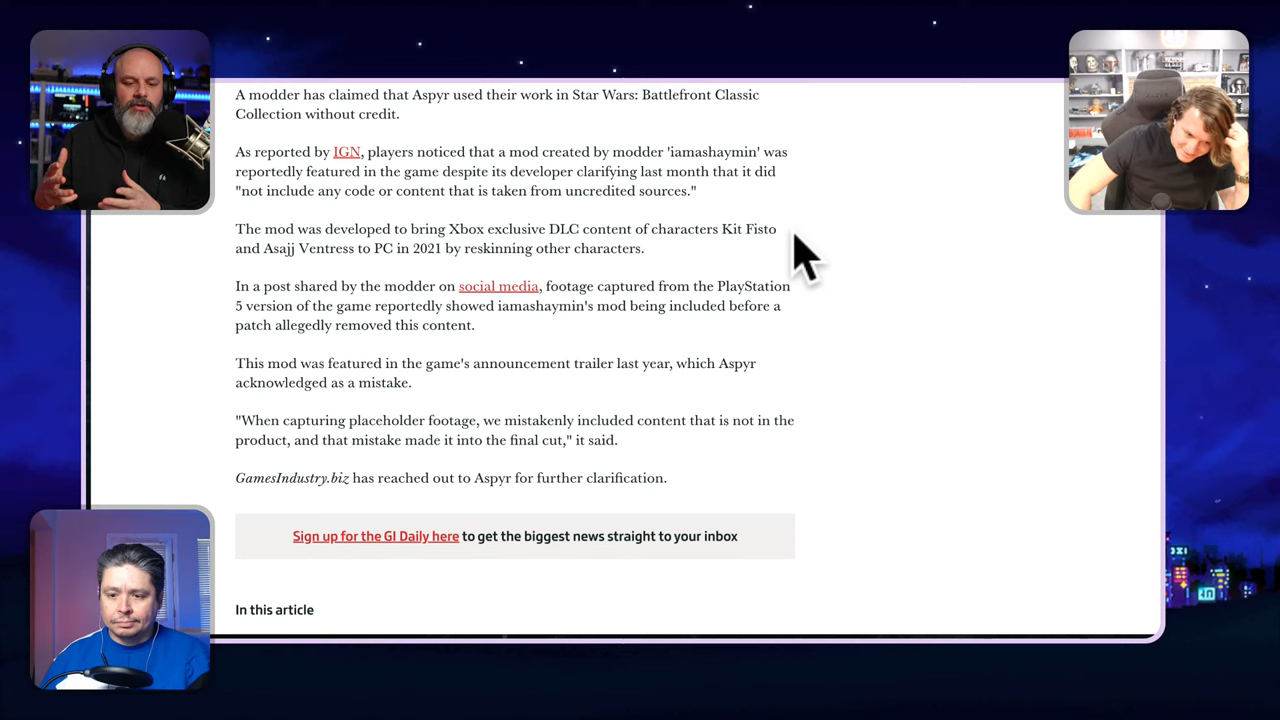 A modder has claimed that Aspyr used their work in Star Wars: Battlefront Classic
Collection without credit.
As reported by IGN, players noticed that a mod created by modder 'iamashaymin' was
reportedly featured in the game despite its developer clarifying last month that it did
"not include any code or content that is taken from uncredited sources."
The mod was developed to bring Xbox exclusive DLC content of characters Kit Fisto
and Asajj Ventress to PC in 2021 by reskinning other characters.
In a post shared by the modder on social media, footage captured from the PlayStation
5 version of the game reportedly showed iamashaymin's mod being included before a
patch allegedly removed this content.
This mod was featured in the game's announcement trailer last year, which Aspyr
acknowledged as a mistake.
"When capturing placeholder footage, we mistakenly included content that is not in the
product, and that mistake made it into the final cut," it said.
GamesIndustry.biz has reached out to Aspyr for further clarification.
Sign up for the GI Daily here to get the biggest news straight to your inbox
In this article